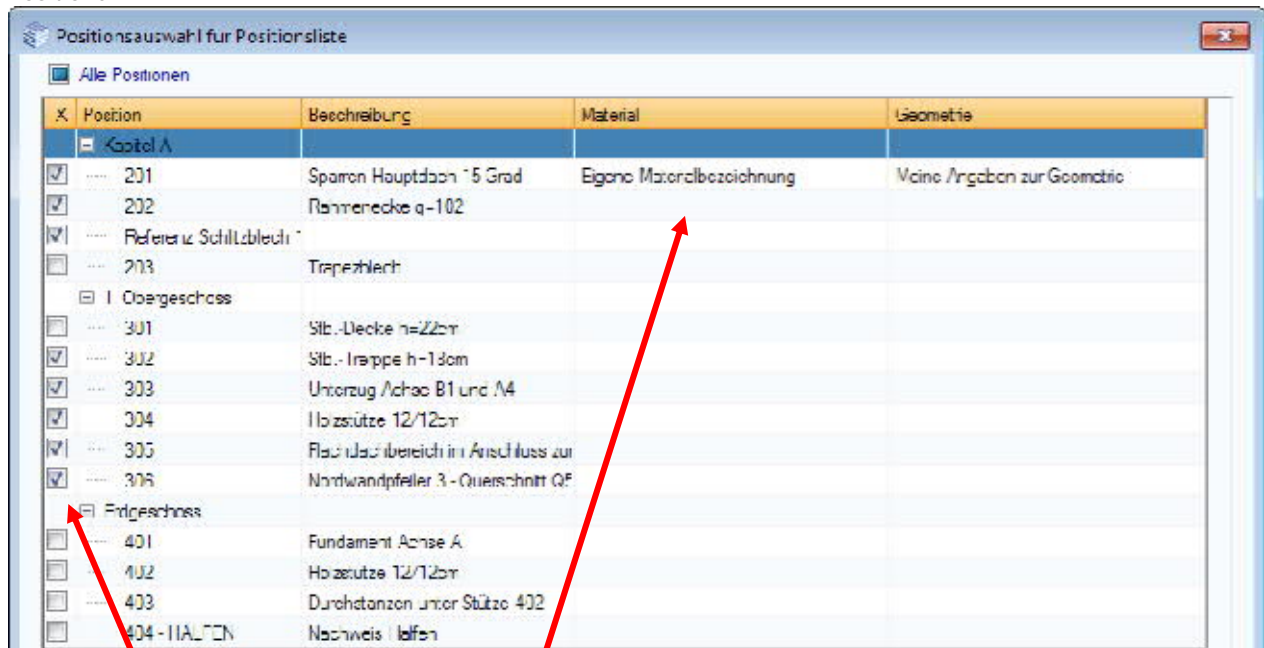 Positionsauswahl für Positionsliste
Alle Positionen
X Position Beschreibung Material Geometrie
Kapitel A
201 Sparren Hauptdach 15 Grad Eigene Materialbezeichnung Meine Angaben zur Geometrie
202 Rahmenecke q-102
Referenz Schlitzblech 1
203 Trapezblech
1. Obergeschoss
301 Stb.-Decke h=22cm
302 Stb.-Treppe h=18cm
303 Unterzug Achse B1 und A4
304 Holzstütze 12/12cm
305 Flachdachbereich im Anschluss zur
306 Nordwandpfeiler 3 - Querschnitt
Erdgeschoss
401 Fundament Achse A
402 Holzstütze 12/12cm
403 Durchstanzen unter Stütze 402
404 - HALFEN Nachweis Halfen